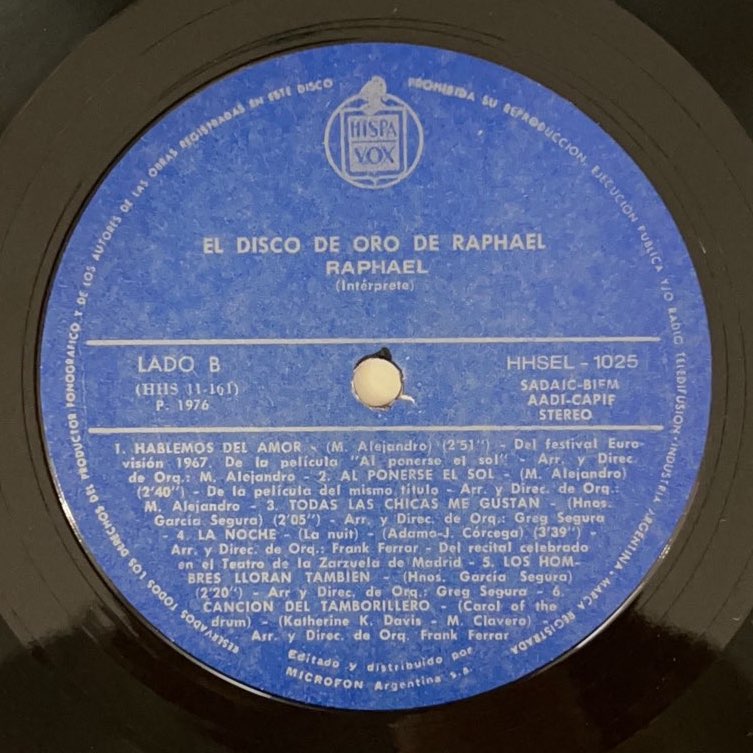 RESERVADOS TODOS LOS DERECHOS DEL PRODUCTOR FONOGRAFICO Y DE LOS AUTORES DE LAS OBRAS REGISTRADAS EN ESTE DISCO
PROHIBIDA SU REPRODUCCION, EJECUCION PUBLICA Y/O RADIO TELEDIFUSION · INDUSTRIA ARGENTINA · MARCA REGISTRADA
HISPA
VOX
EL DISCO DE ORO DE RAPHAEL
RAPHAEL
(Intérprete)
LADO B
(HHS 11-161)
P. 1976
HHSEL - 1025
SADAIC-BIEM
AADI-CAPIF
STEREO
1. HABLEMOS DEL AMOR - (M. Alejandro) (2'51") - Del festival Euro-
visión 1967. De la película "Al ponerse el sol" - Arr. y Direc.
de Orq.: M. Alejandro - 2. AL PONERSE EL SOL - (M. Alejandro)
(2'40") - De la película del mismo título - Arr. y Direc. de Orq.:
M. Alejandro - 3. TODAS LAS CHICAS ME GUSTAN - (Hnos.
García Segura) (2'05") - Arr. y Direc. de Orq.: Greg Segura
- 4. LA NOCHE - (La nuit) - (Adamo-J. Córcega) (3'39") -
Arr. y Direc. de Orq.: Frank Ferrar - Del recital celebrado
en el Teatro de la Zarzuela de Madrid - 5. LOS HOM-
BRES LLORAN TAMBIEN - (Hnos. García Segura)
(2'20") - Arr y Direc. de Orq.: Greg Segura - 6.
CANCION DEL TAMBORILLERO - (Carol of the
drum) - (Katherine K. Davis - M. Clavero) -
Arr. y Direc. de Orq. Frank Ferrar
Editado y distribuido por
MICROFON Argentina s.a.